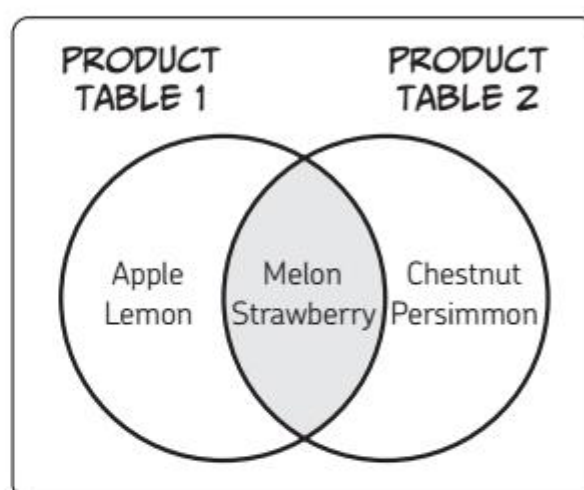 PRODUCT TABLE 1
PRODUCT TABLE 2
Apple
Lemon
Melon
Strawberry
Chestnut
Persimmon